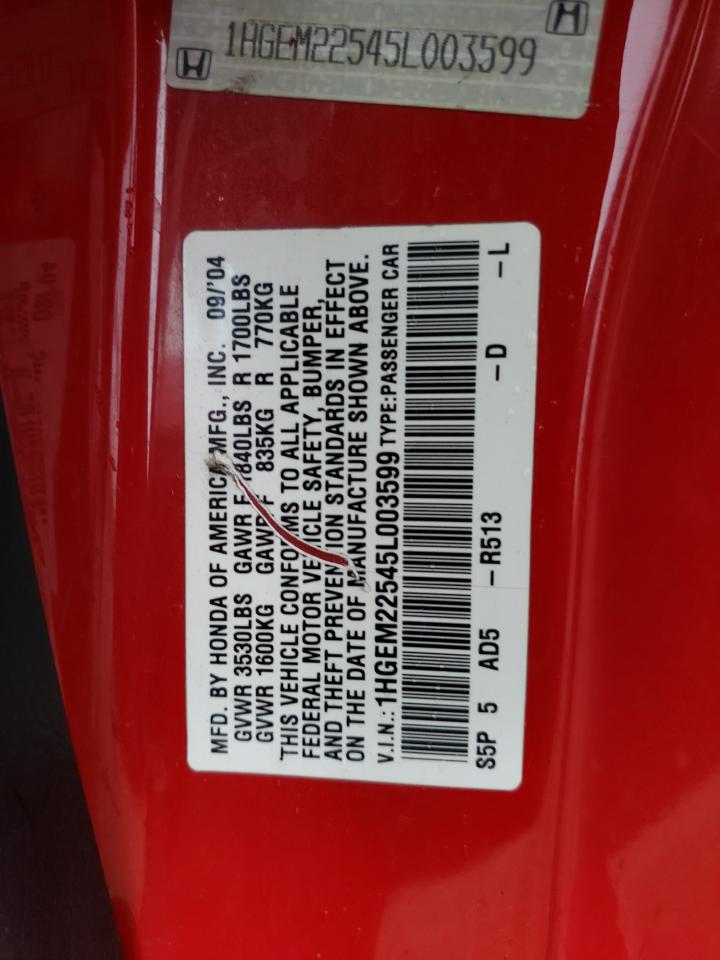 1HGEM22545L003599
MFD. BY HONDA OF AMERICA MFG., INC. 09/'04
GVWR 3530LBS GAWR F 840LBS R 1700LBS
GVWR 1600KG GAWR F 835KG R 770KG
THIS VEHICLE CONFORMS TO ALL APPLICABLE
FEDERAL MOTOR VEHICLE SAFETY, BUMPER,
AND THEFT PREVENTION STANDARDS IN EFFECT
ON THE DATE OF MANUFACTURE SHOWN ABOVE.
V.I.N.: 1HGEM22545L003599 TYPE:PASSENGER CAR
S5P 5 AD5 -R513 -D -L